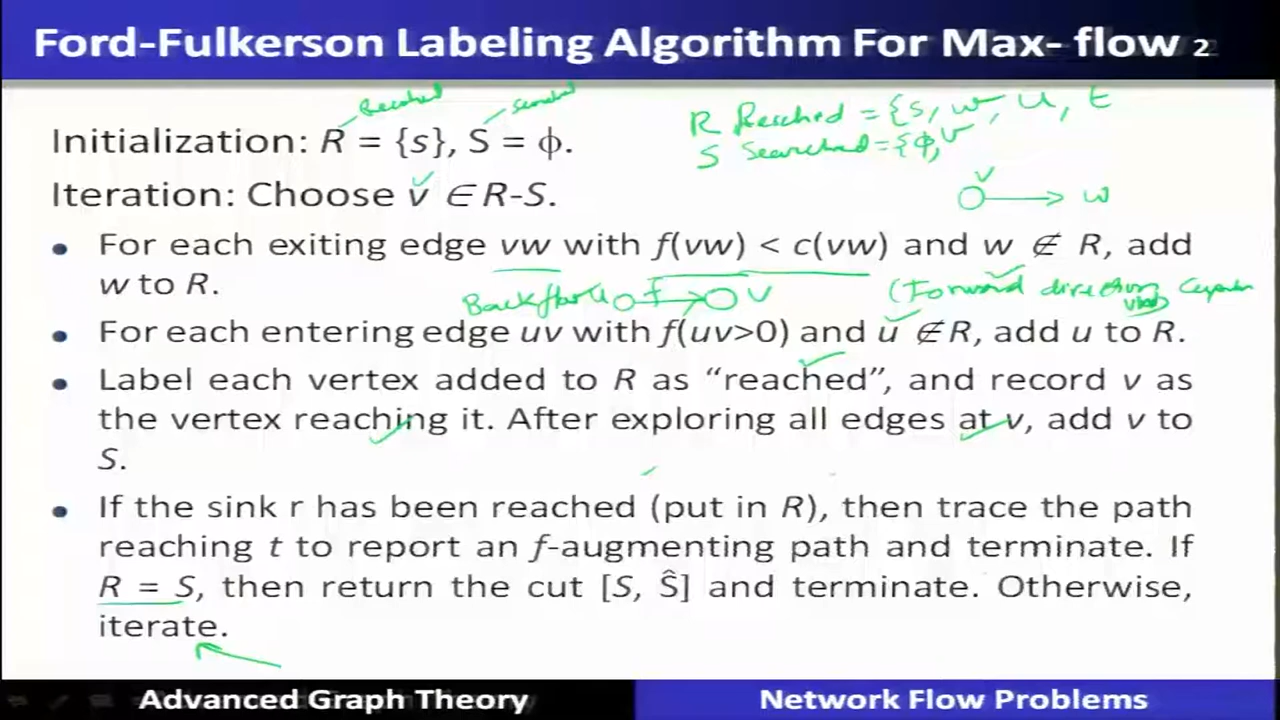 Ford-Fulkerson Labeling Algorithm For Max- flow 2
Reached Searched
R Reached = {s, w, u, t
S Searched = {ϕ, v
Initialization: R = {s}, S = ϕ.
Iteration: Choose v ∈ R-S.
v
w
For each exiting edge vw with f(vw) < c(vw) and w ∉ R, add
w to R.
Backflow u f v (Forward direction
For each entering edge uv with f(uv>0) and u ∉R, add u to R.
Label each vertex added to R as “reached”, and record v as
the vertex reaching it. After exploring all edges at v, add v to
S.
If the sink r has been reached (put in R), then trace the path
reaching t to report an f-augmenting path and terminate. If
R = S, then return the cut [S, Ŝ] and terminate. Otherwise,
iterate.
Advanced Graph Theory
Network Flow Problems